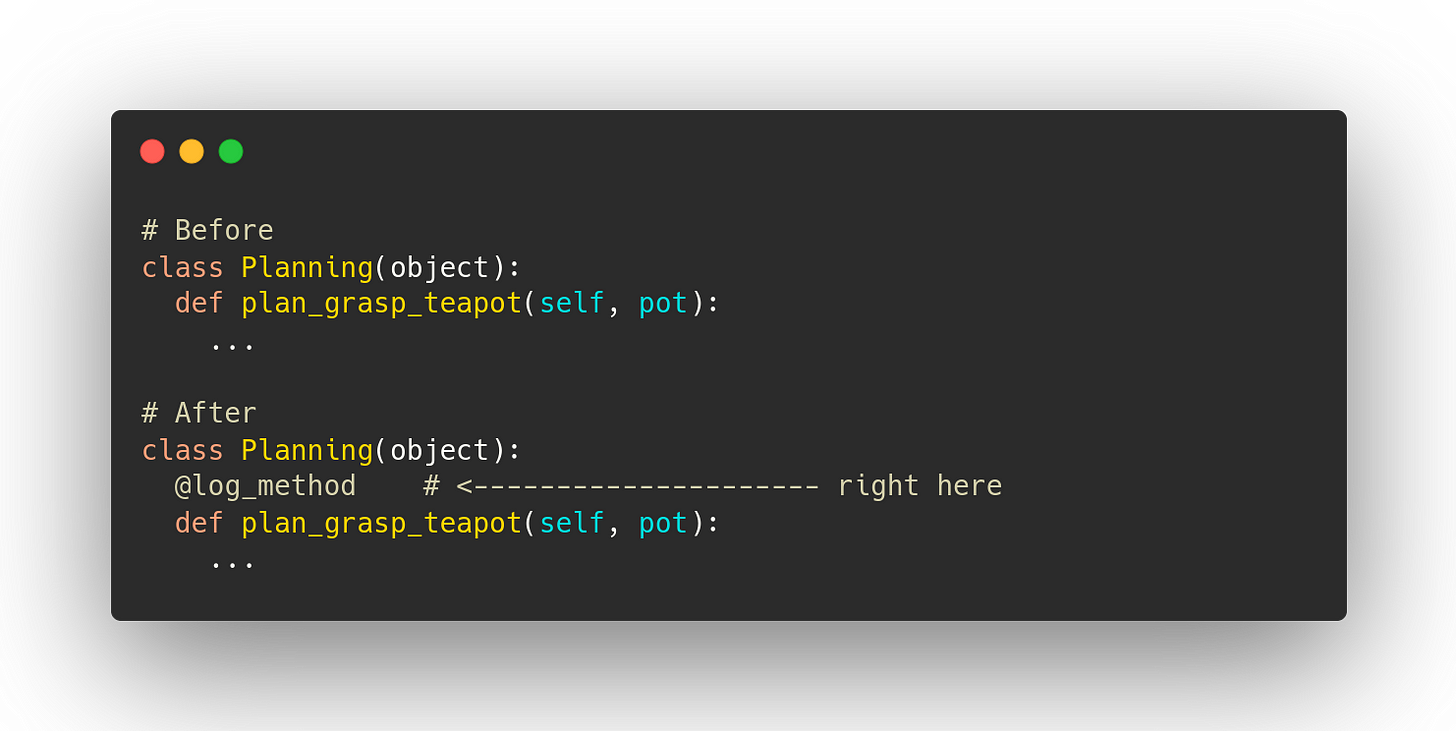 # Before
class Planning(object):
  def plan_grasp_teapot(self, pot):
    ...

# After
class Planning(object):
  @log_method    # <--------------------- right here
  def plan_grasp_teapot(self, pot):
    ...